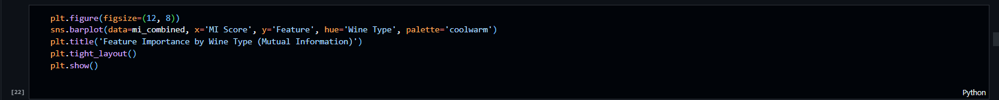 plt.figure(figsize=(12, 8))
sns.barplot(data=mi_combined, x='MI Score', y='Feature', hue='Wine Type', palette='coolwarm')
plt.title('Feature Importance by Wine Type (Mutual Information)')
plt.tight_layout()
plt.show()
[22]
Python